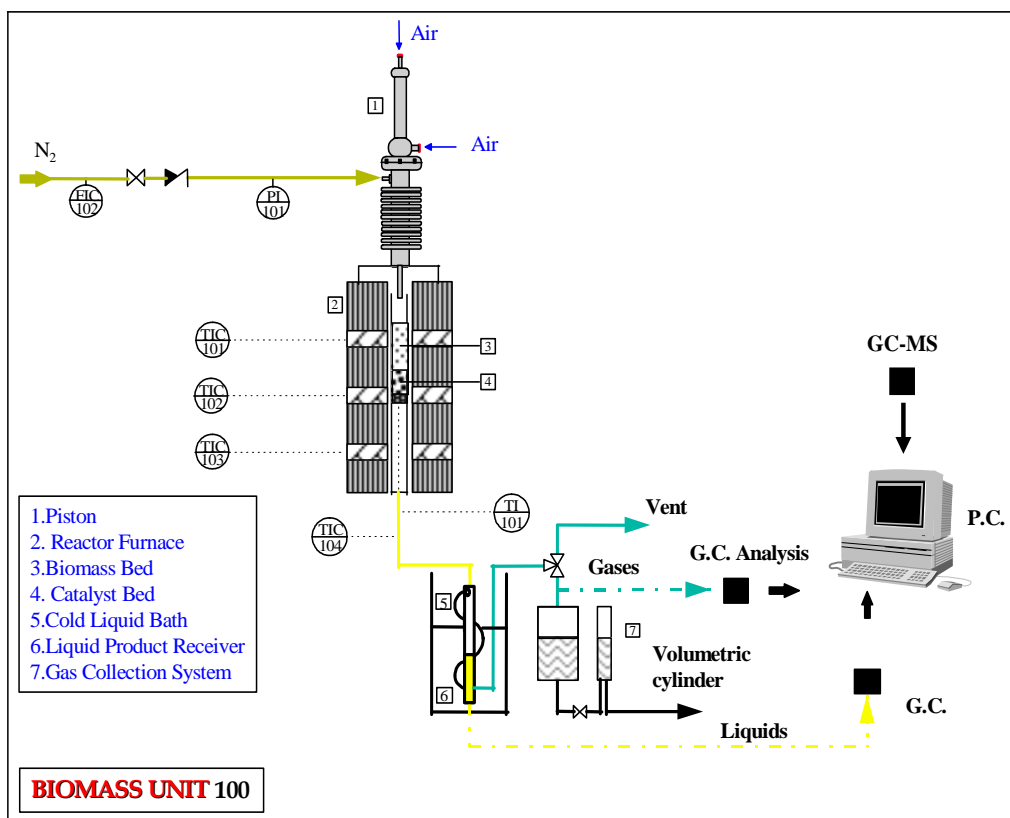 Air
1
Air
N2
FIC
102
PI
101
2
TIC
101
3
GC-MS
4
TIC
102
TIC
103
1.Piston
2. Reactor Furnace
3.Biomass Bed
4. Catalyst Bed
5.Cold Liquid Bath
6.Liquid Product Receiver
7.Gas Collection System
TI
101
TIC
104
Vent
P.C.
G.C. Analysis
Gases
5
7
Volumetric
cylinder
6
G.C.
Liquids
BIOMASS UNIT 100